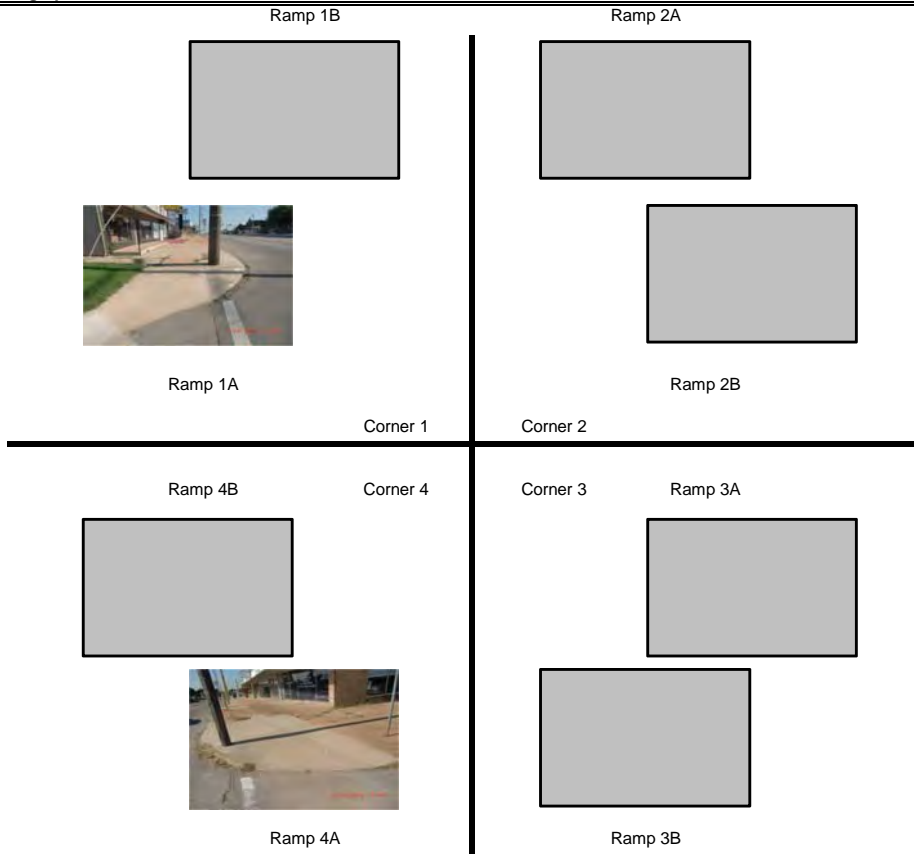 Ramp 1B Ramp 2A
Ramp 1A Ramp 2B
Corner 1 Corner 2
Ramp 4B Corner 4 Corner 3 Ramp 3A
Ramp 4A Ramp 3B